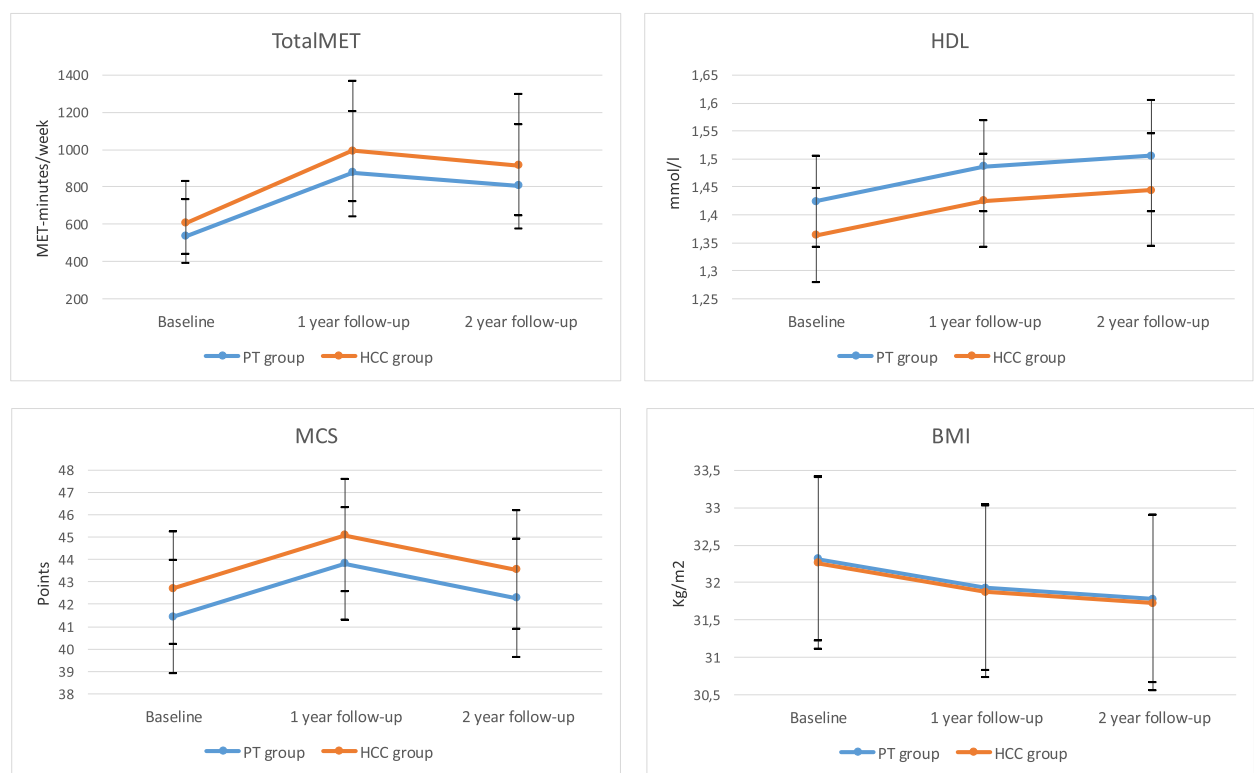 TotalMET
MET-minutes/week
1400
1200
1000
800
600
400
200
Baseline 1 year follow-up 2 year follow-up
PT group HCC group
HDL
mmol/l
1,65
1,6
1,55
1,5
1,45
1,4
1,35
1,3
1,25
Baseline 1 year follow-up 2 year follow-up
PT group HCC group
MCS
Points
48
47
46
45
44
43
42
41
40
39
38
Baseline 1 year follow-up 2 year follow-up
PT group HCC group
BMI
Kg/m2
33,5
33
32,5
32
31,5
31
30,5
Baseline 1 year follow-up 2 year follow-up
PT group HCC group